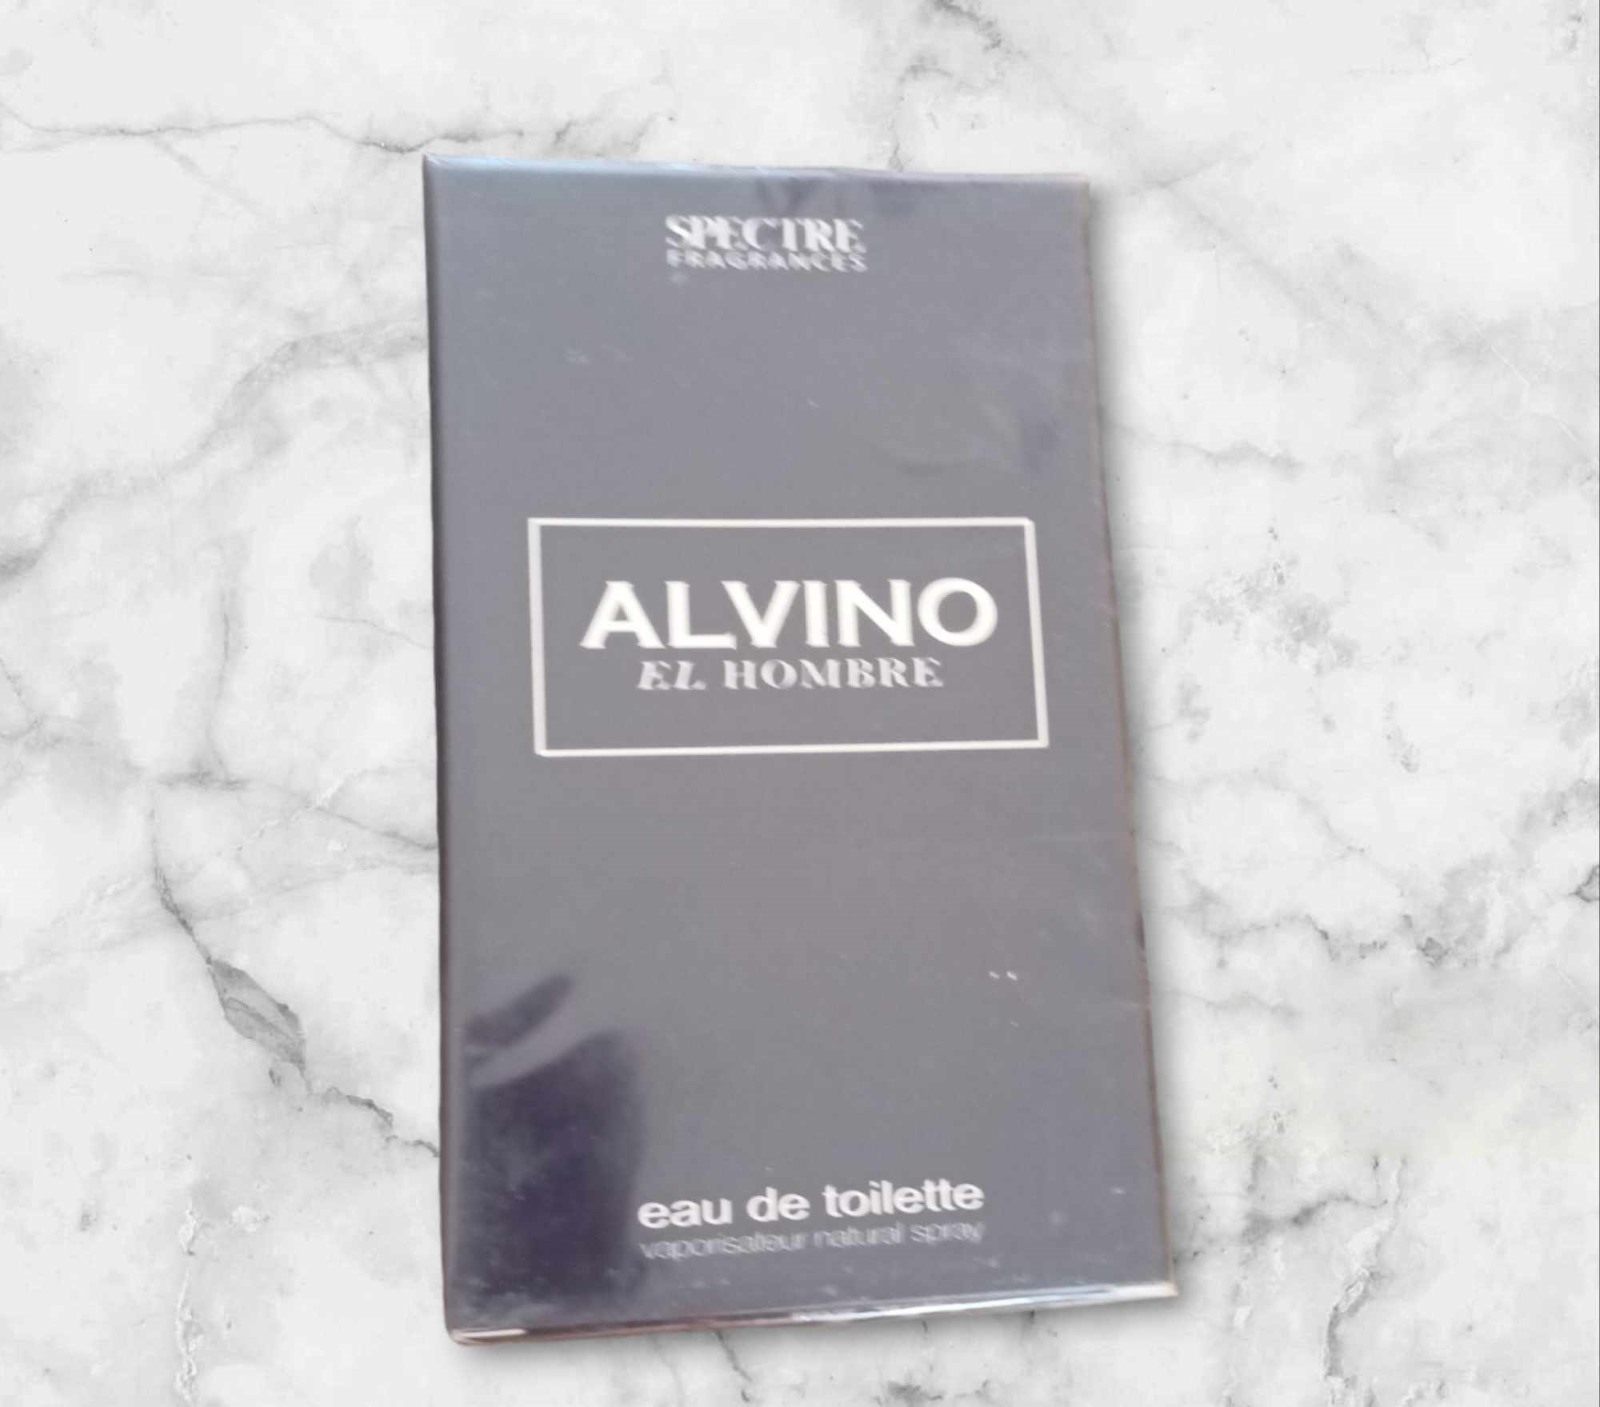 SPECTRE
FRAGRANCES
ALVINO
EL HOMBRE
eau de toilette
vaporisateur natural spray